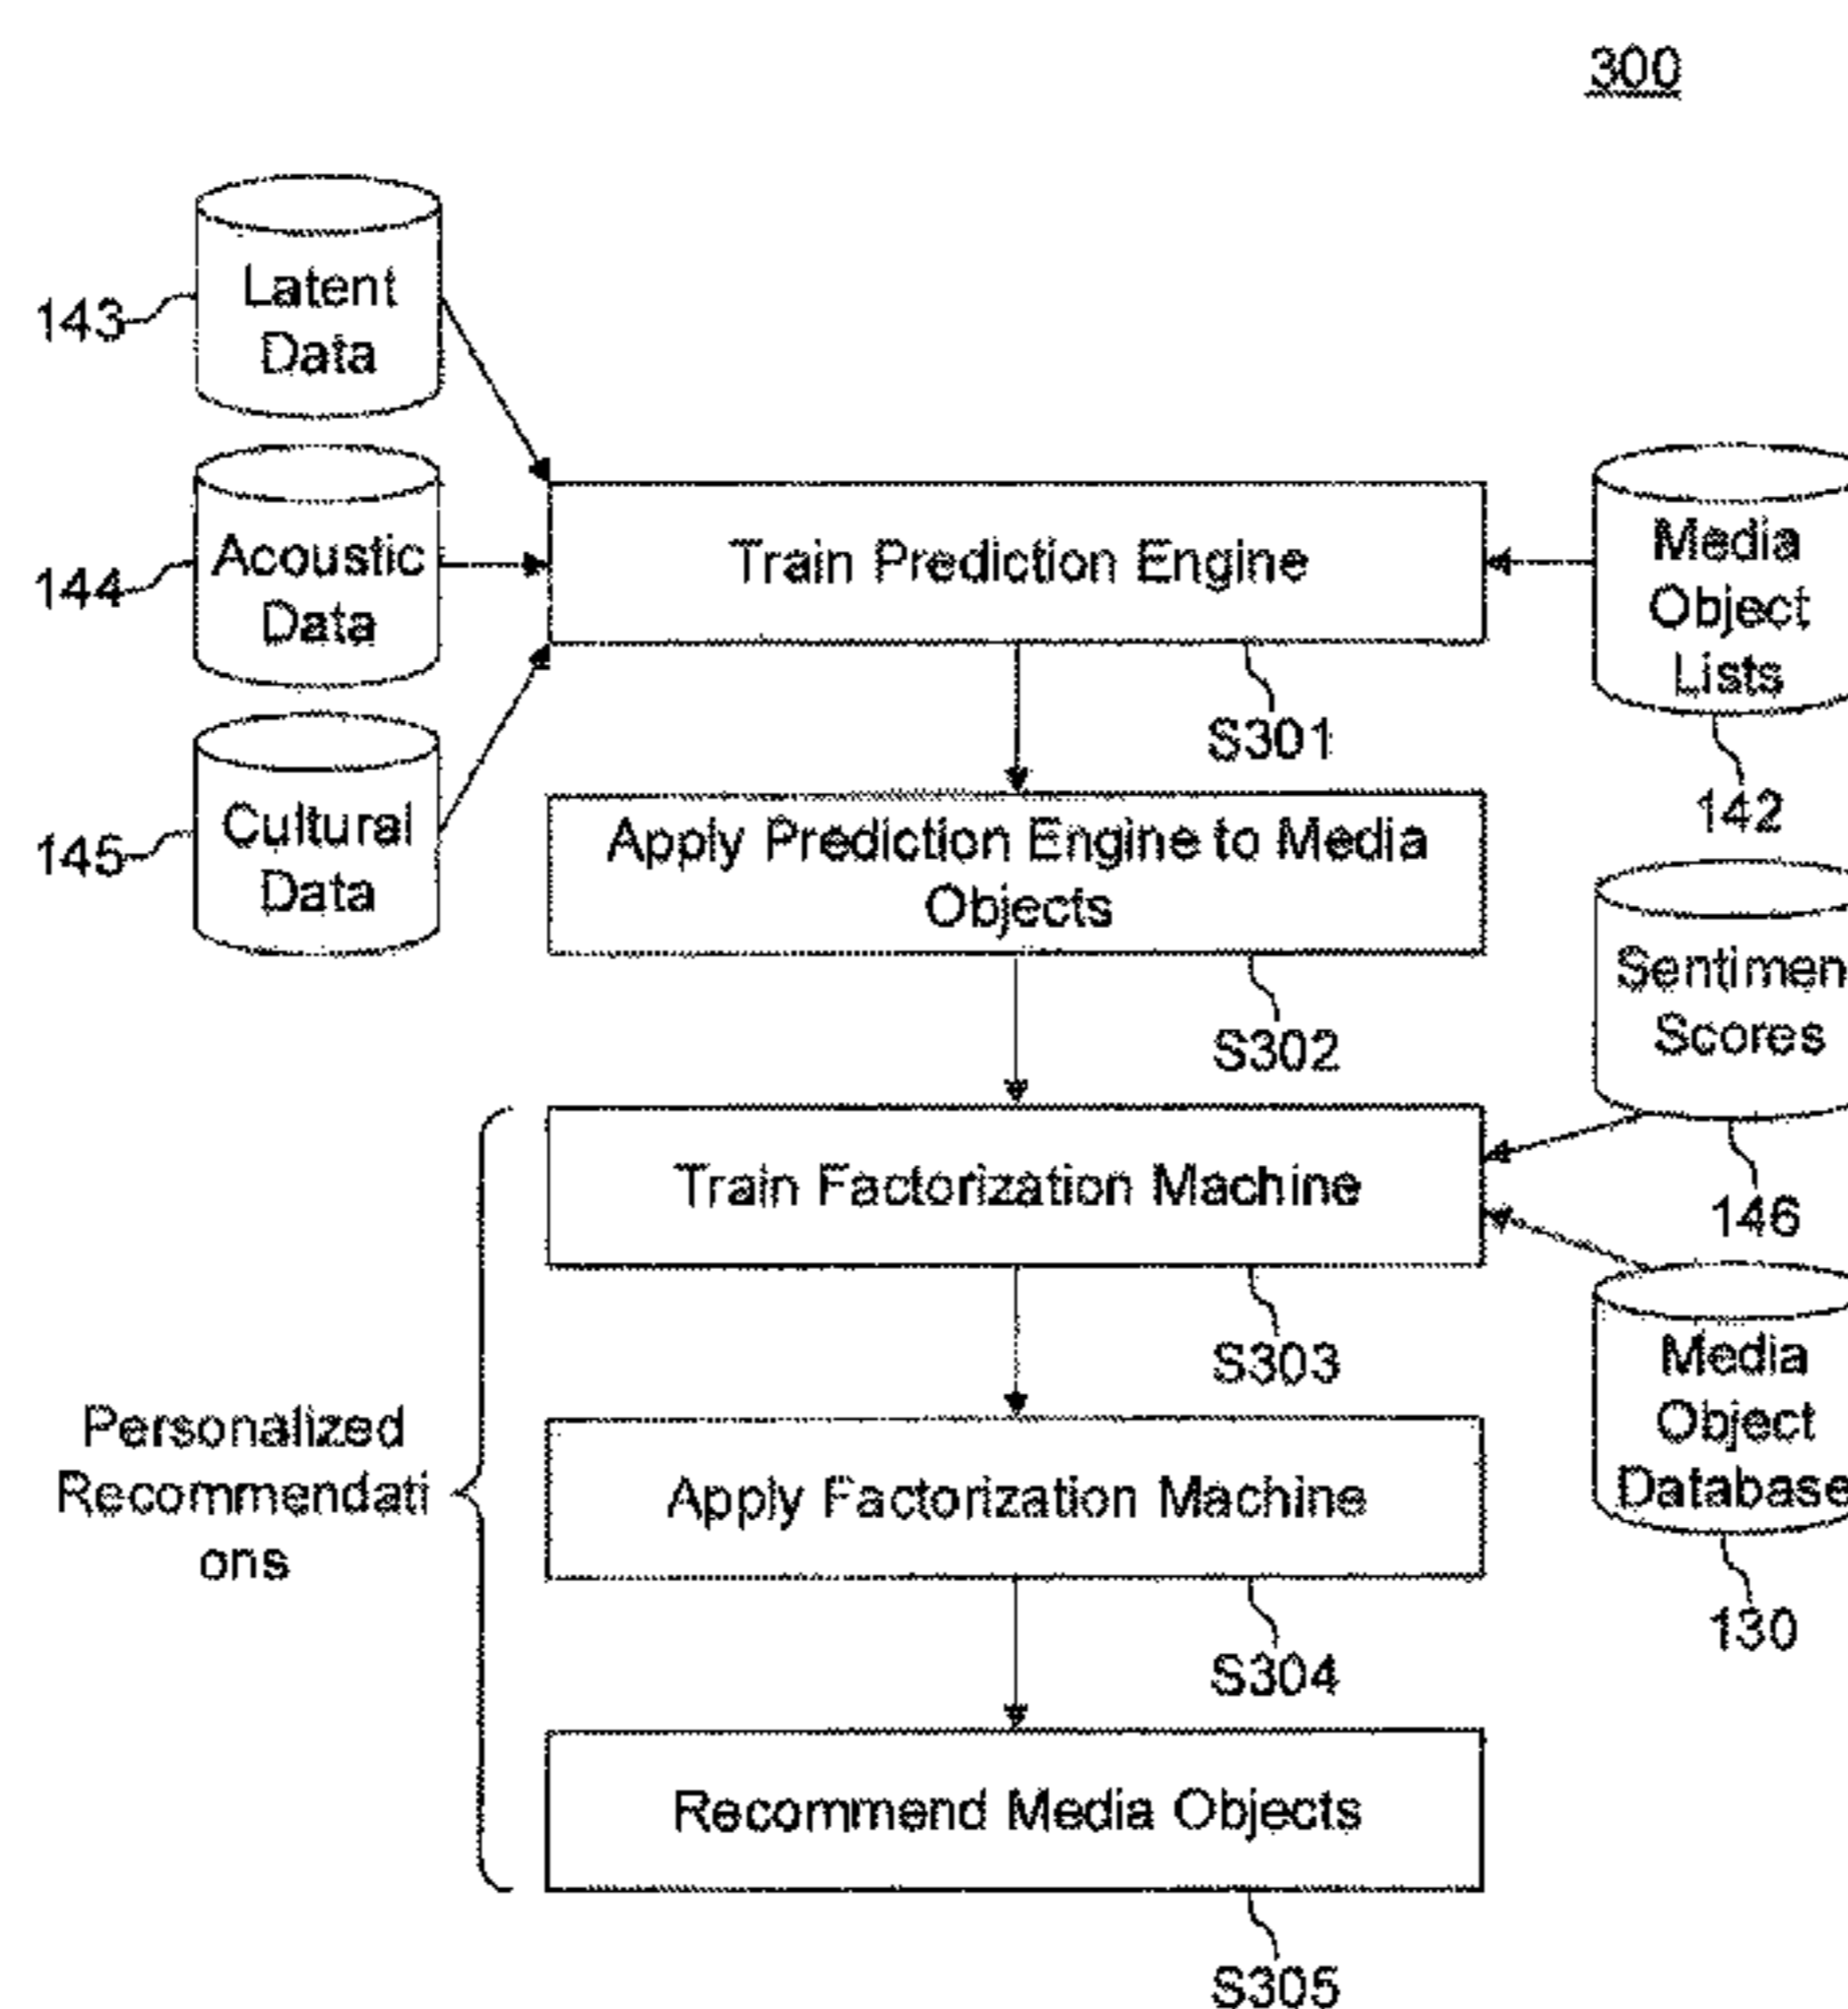 300
Latent
Data
143
Acoustic
Data
144
Cultural
Data
145
Train Prediction Engine
S301
Media
Object
Lists
142
Apply Prediction Engine to Media
Objects
S302
Sentimen
Scores
146
Train Factorization Machine
S303
Media
Object
Database
130
Personalized
Recommendati
ons
Apply Factorization Machine
S304
Recommend Media Objects
S305